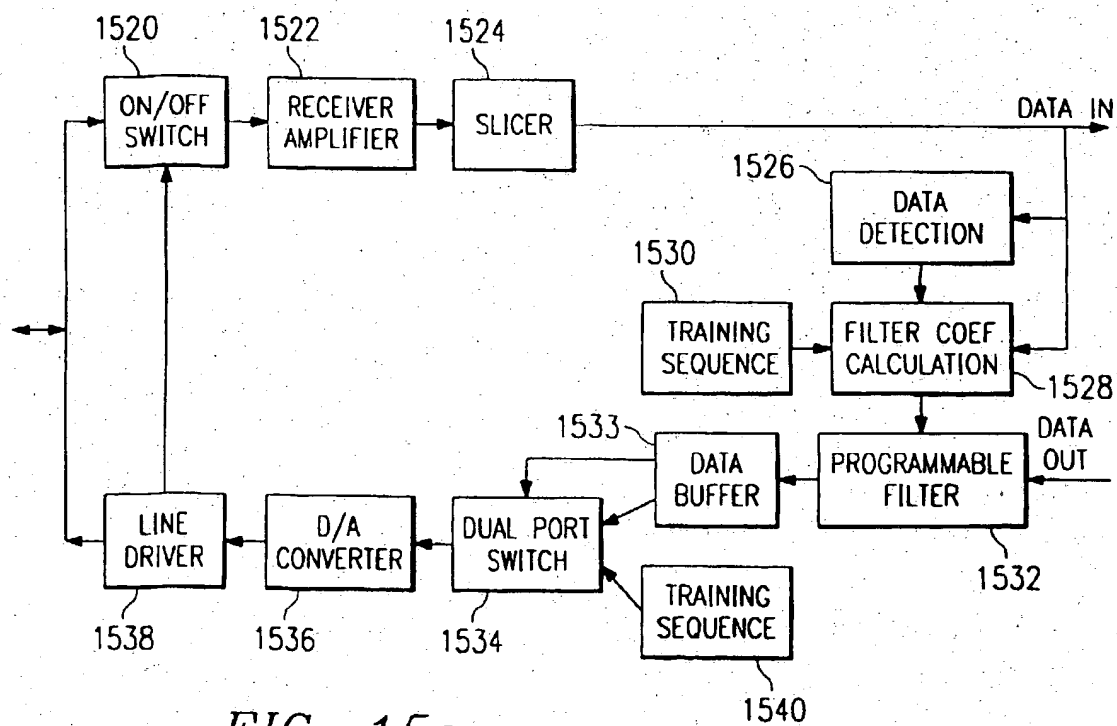 1520
1522
1524
ON/OFF
SWITCH
RECEIVER
AMPLIFIER
SLICER
DATA IN
1526
DATA
DETECTION
1530
TRAINING
SEQUENCE
FILTER COEF
CALCULATION
1528
1533
DATA
OUT
DATA
BUFFER
PROGRAMMABLE
FILTER
LINE
DRIVER
D/A
CONVERTER
DUAL PORT
SWITCH
1532
TRAINING
SEQUENCE
1538
1536
1534
1540